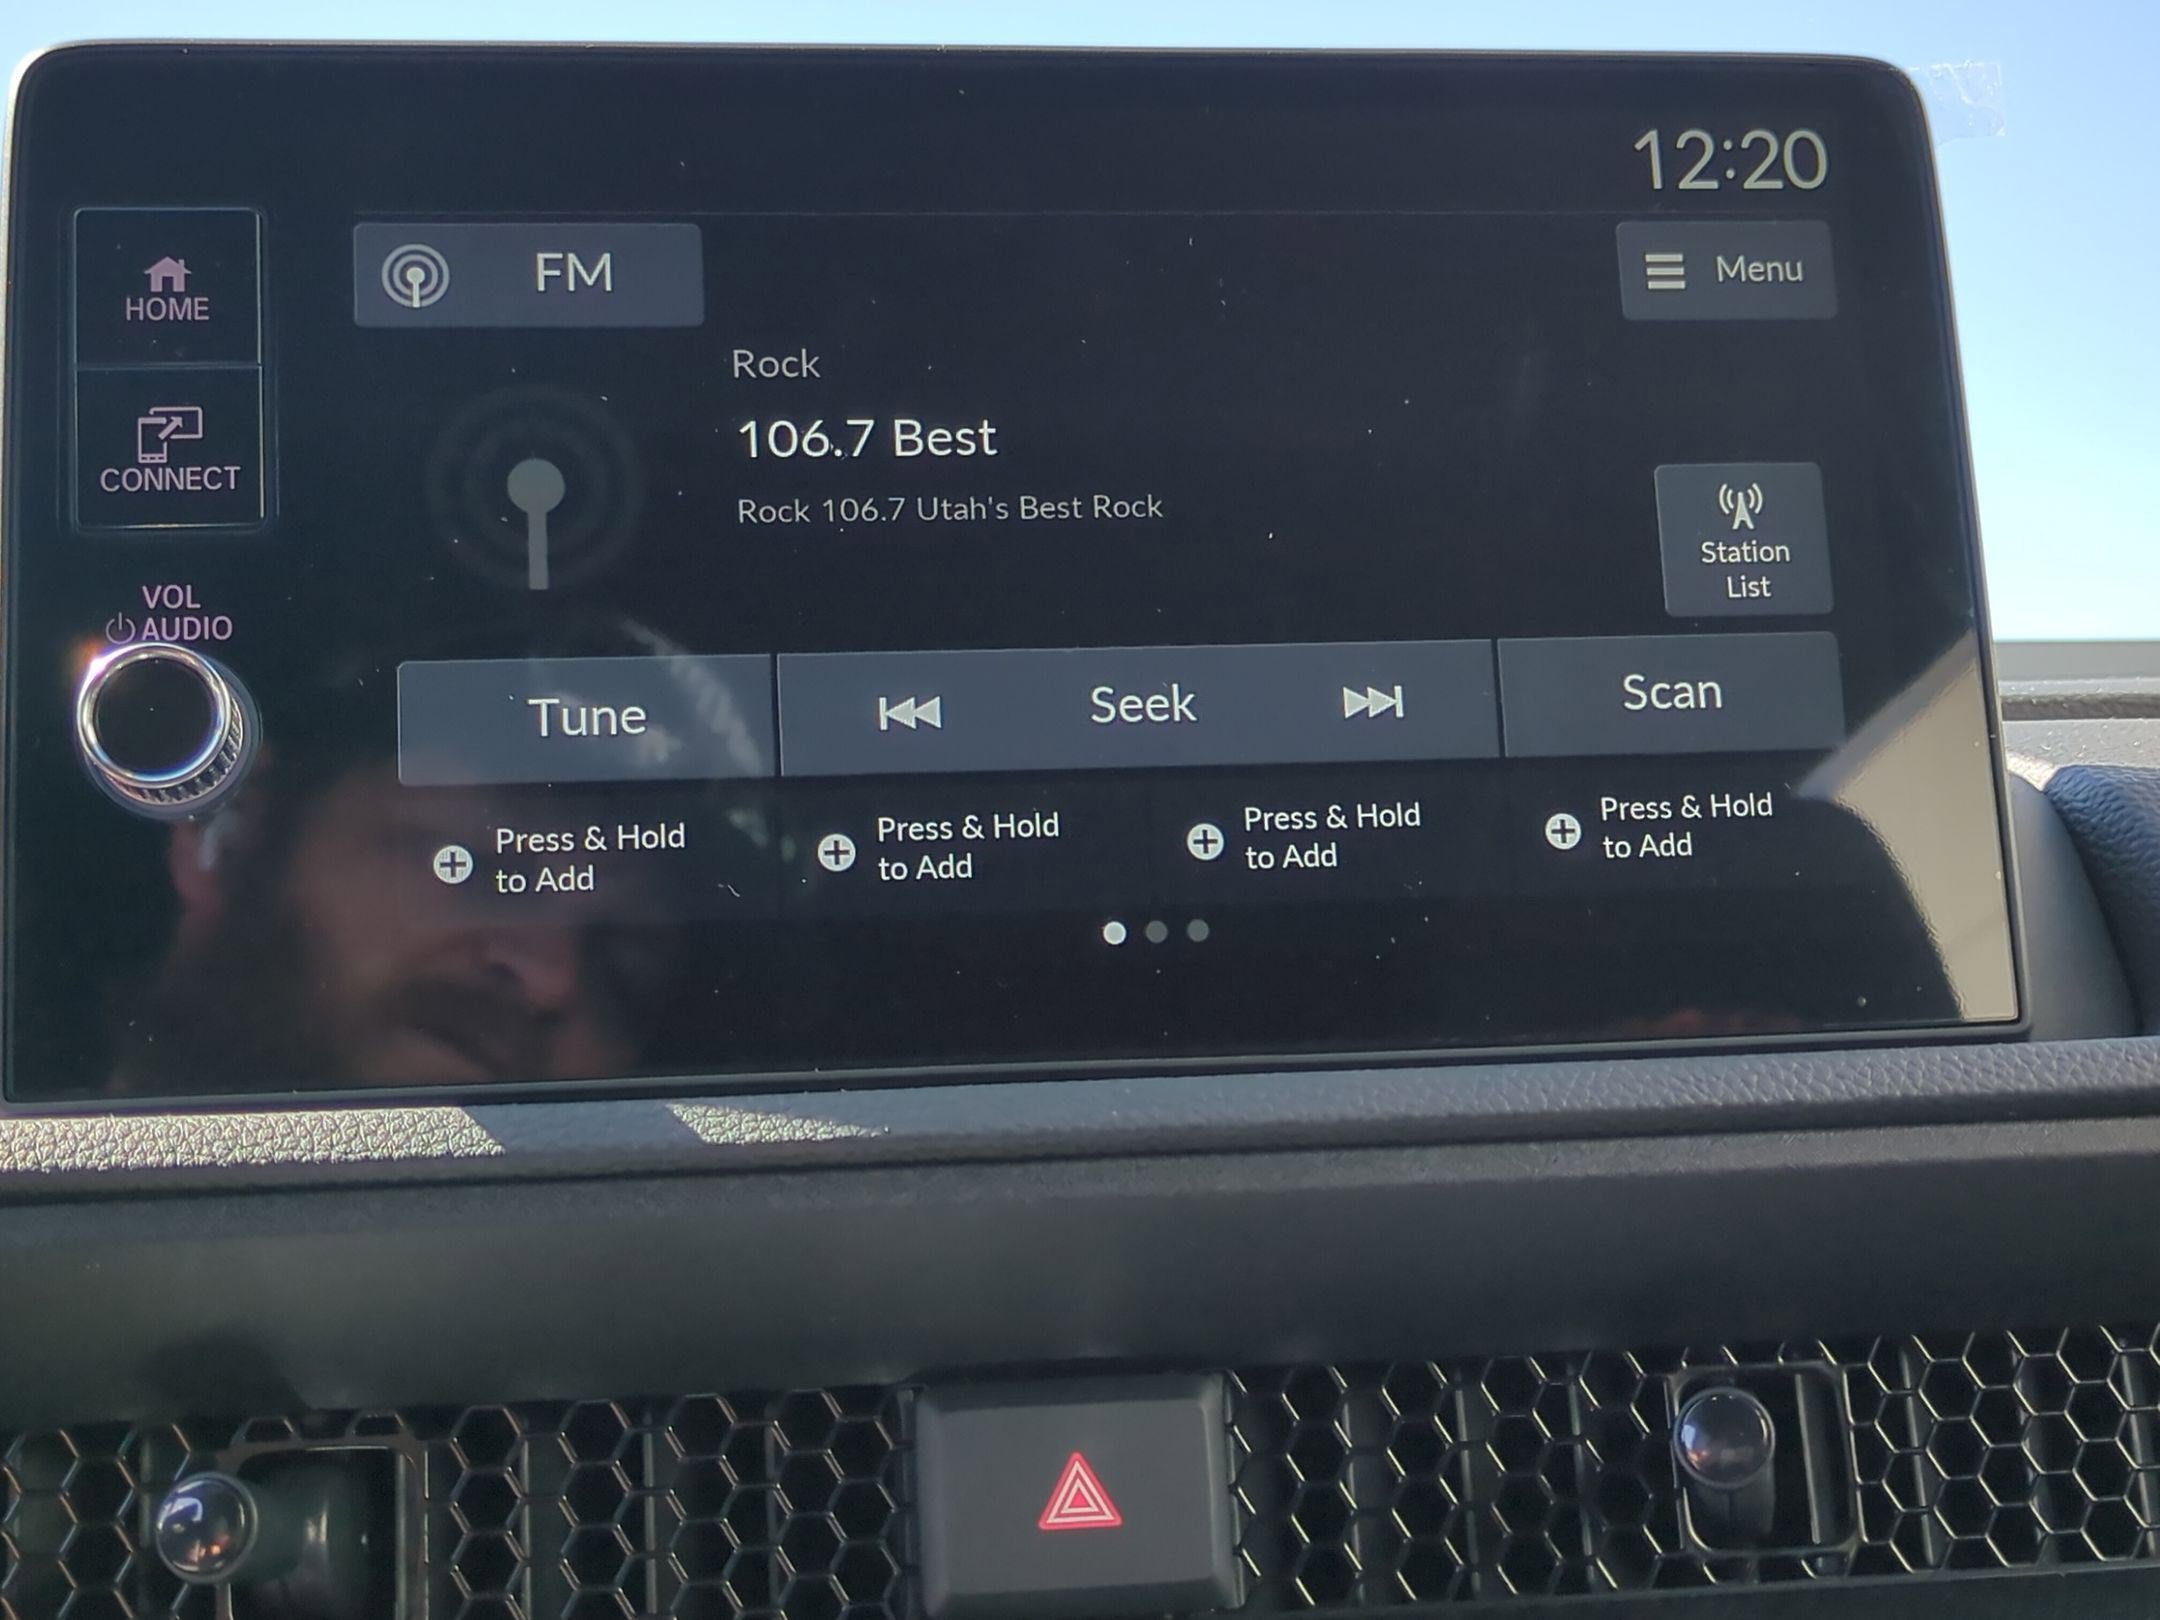 12:20
HOME
FM
Menu
Rock
106.7 Best
Rock 106.7 Utah's Best Rock
CONNECT
Station
List
VOL
AUDIO
Tune
Seek
Scan
Press & Hold
to Add
Press & Hold
to Add
Press & Hold
to Add
Press & Hold
to Add